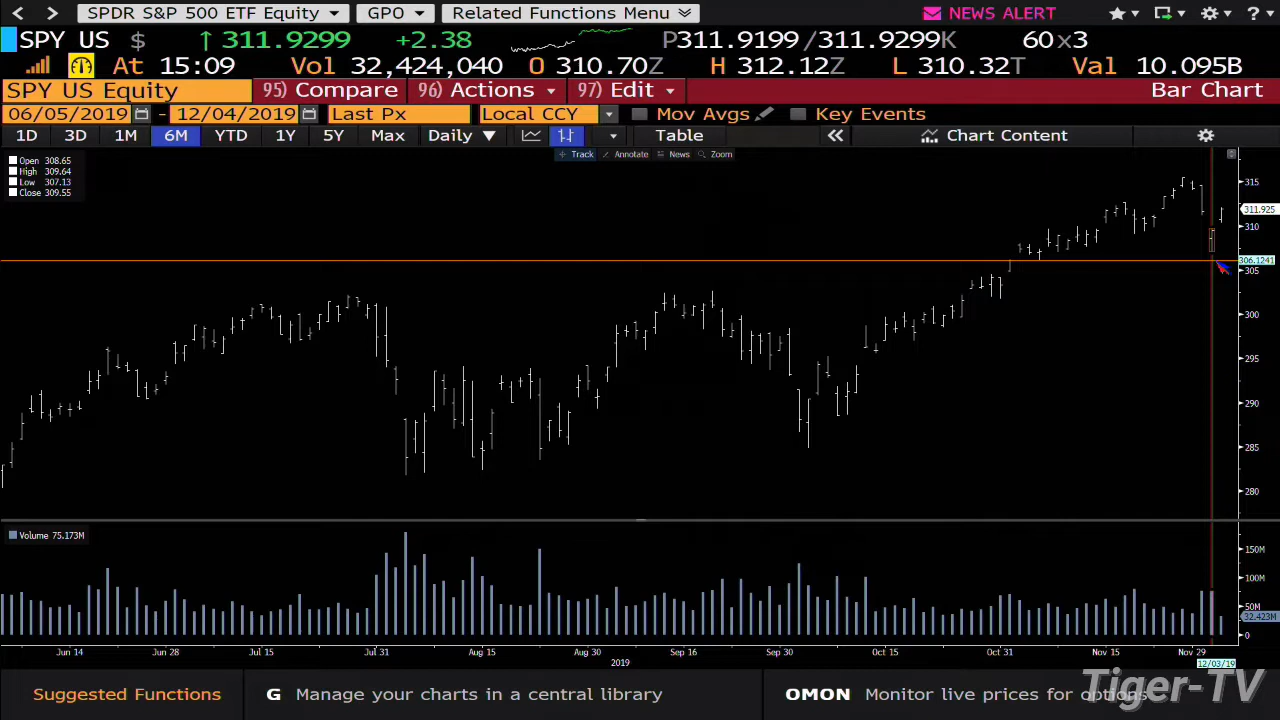 SPDR S&P 500 ETF Equity GPO Related Functions Menu NEWS ALERT ?
SPY US $ ↑ 311.9299 +2.38 P311.9199/311.9299K 60x3
At 15:09 Vol 32,424,040 O 310.70Z H 312.12Z L 310.32T Val 10.095B
SPY US Equity 95) Compare 96) Actions 97) Edit Bar Chart
06/05/2019 - 12/04/2019 Last Px Local CCY Mov Avgs Key Events
1D 3D 1M 6M YTD 1Y 5Y Max Daily ▼ Table Chart Content
Track Annotate News Zoom
Open 308.65
High 309.64
Low 307.13
Close 309.55
315
311.925
310
306.1241
305
300
295
290
285
280
Volume 75.173M
150M
100M
50M
32.423M
0
Jun 14 Jun 28 Jul 15 Jul 31 Aug 15 Aug 30 Sep 16 Sep 30 Oct 15 Oct 31 Nov 15 Nov 29
2019 12/03/19
Suggested Functions G Manage your charts in a central library OMON Monitor live prices for options
Tiger-TV